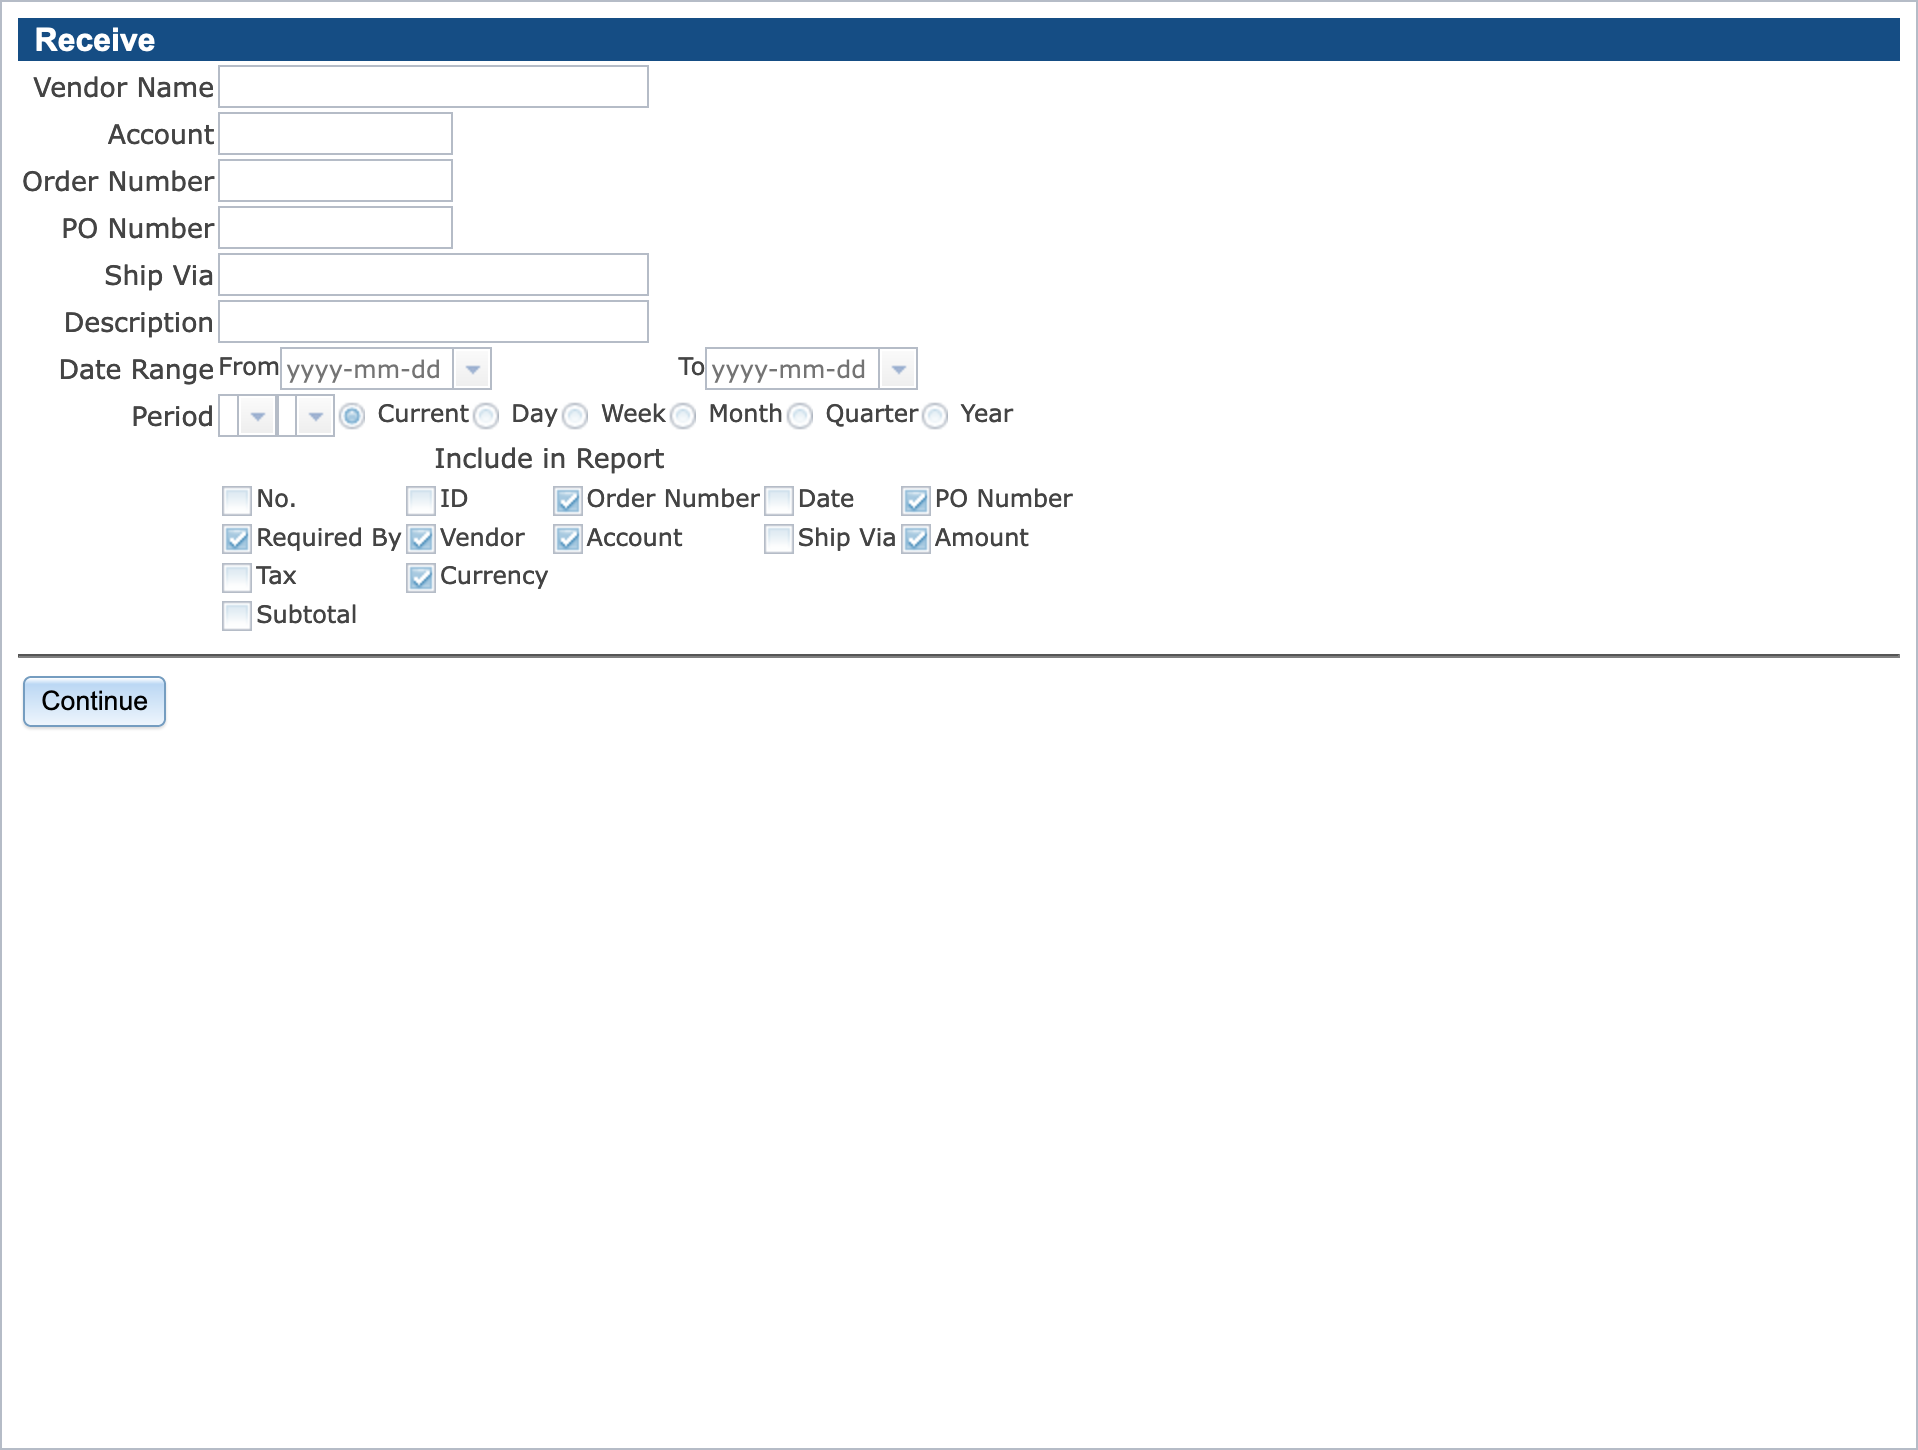 Receive
Vendor Name
Account
Order Number
PO Number
Ship Via
Description
Date Range From yyyy-mm-dd To yyyy-mm-dd
Period Current Day Week Month Quarter Year
Include in Report
No. ID Order Number Date PO Number
Required By Vendor Account Ship Via Amount
Tax Currency
Subtotal
Continue